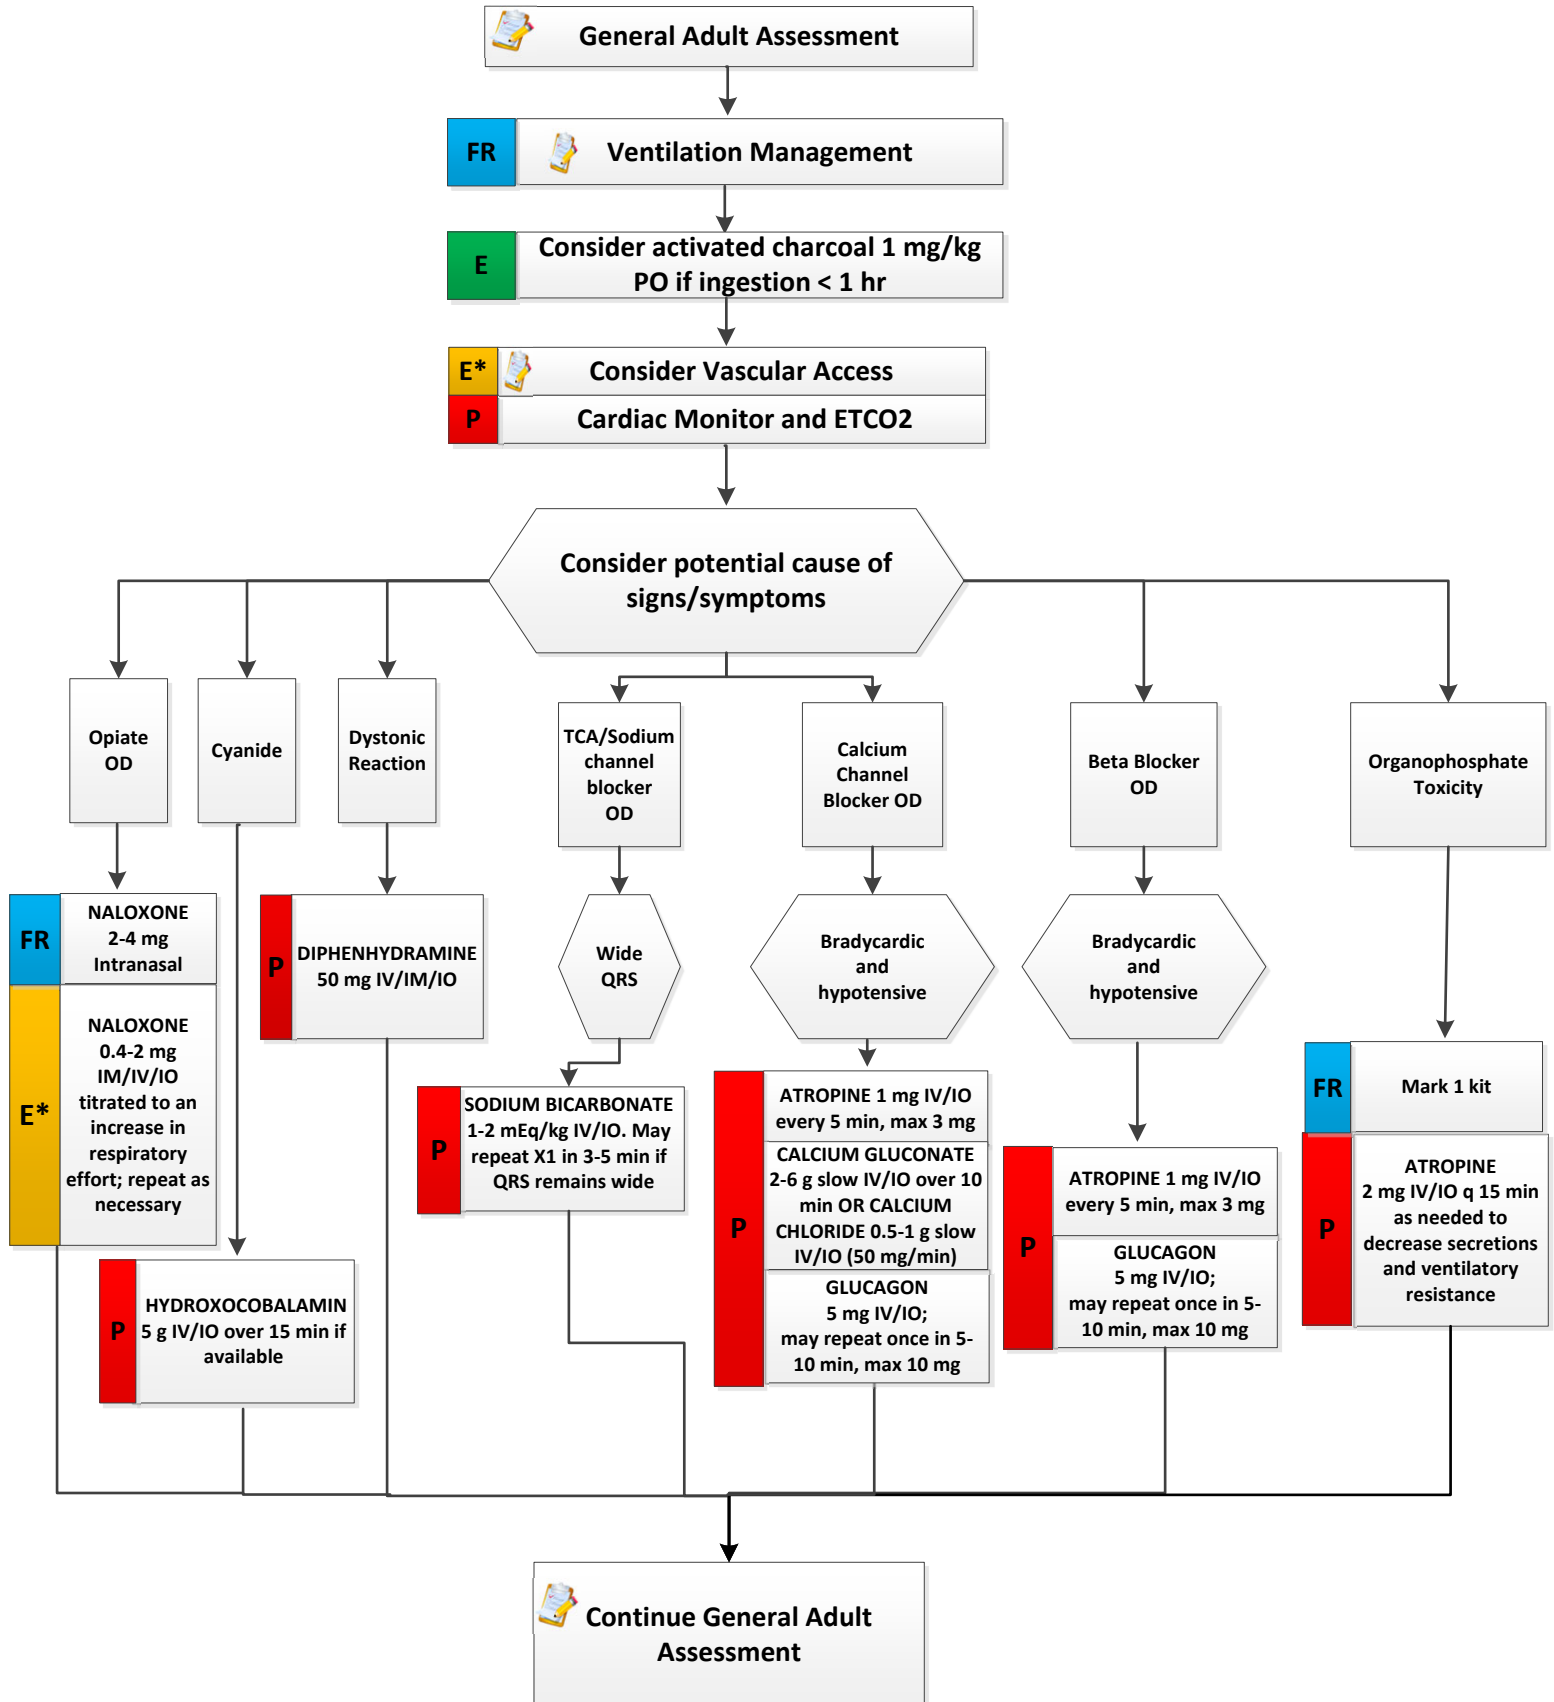 General Adult Assessment
FR
Ventilation Management
E
Consider activated charcoal 1 mg/kg
PO if ingestion < 1 hr
E*
Consider Vascular Access
P
Cardiac Monitor and ETCO2
Consider potential cause of
signs/symptoms
Opiate
OD
Cyanide
Dystonic
Reaction
TCA/Sodium
channel
blocker
OD
Calcium
Channel
Blocker OD
Beta Blocker
OD
Organophosphate
Toxicity
FR
NALOXONE
2-4 mg
Intranasal
E*
NALOXONE
0.4-2 mg
IM/IV/IO
titrated to an
increase in
respiratory
effort; repeat as
necessary
P
HYDROXOCOBALAMIN
5 g IV/IO over 15 min if
available
P
DIPHENHYDRAMINE
50 mg IV/IM/IO
Wide
QRS
P
SODIUM BICARBONATE
1-2 mEq/kg IV/IO. May
repeat X1 in 3-5 min if
QRS remains wide
Bradycardic
and
hypotensive
P
ATROPINE 1 mg IV/IO
every 5 min, max 3 mg
CALCIUM GLUCONATE
2-6 g slow IV/IO over 10
min OR CALCIUM
CHLORIDE 0.5-1 g slow
IV/IO (50 mg/min)
GLUCAGON
5 mg IV/IO;
may repeat once in 5-
10 min, max 10 mg
Bradycardic
and
hypotensive
P
ATROPINE 1 mg IV/IO
every 5 min, max 3 mg
GLUCAGON
5 mg IV/IO;
may repeat once in 5-
10 min, max 10 mg
FR
Mark 1 kit
P
ATROPINE
2 mg IV/IO q 15 min
as needed to
decrease secretions
and ventilatory
resistance
Continue General Adult
Assessment